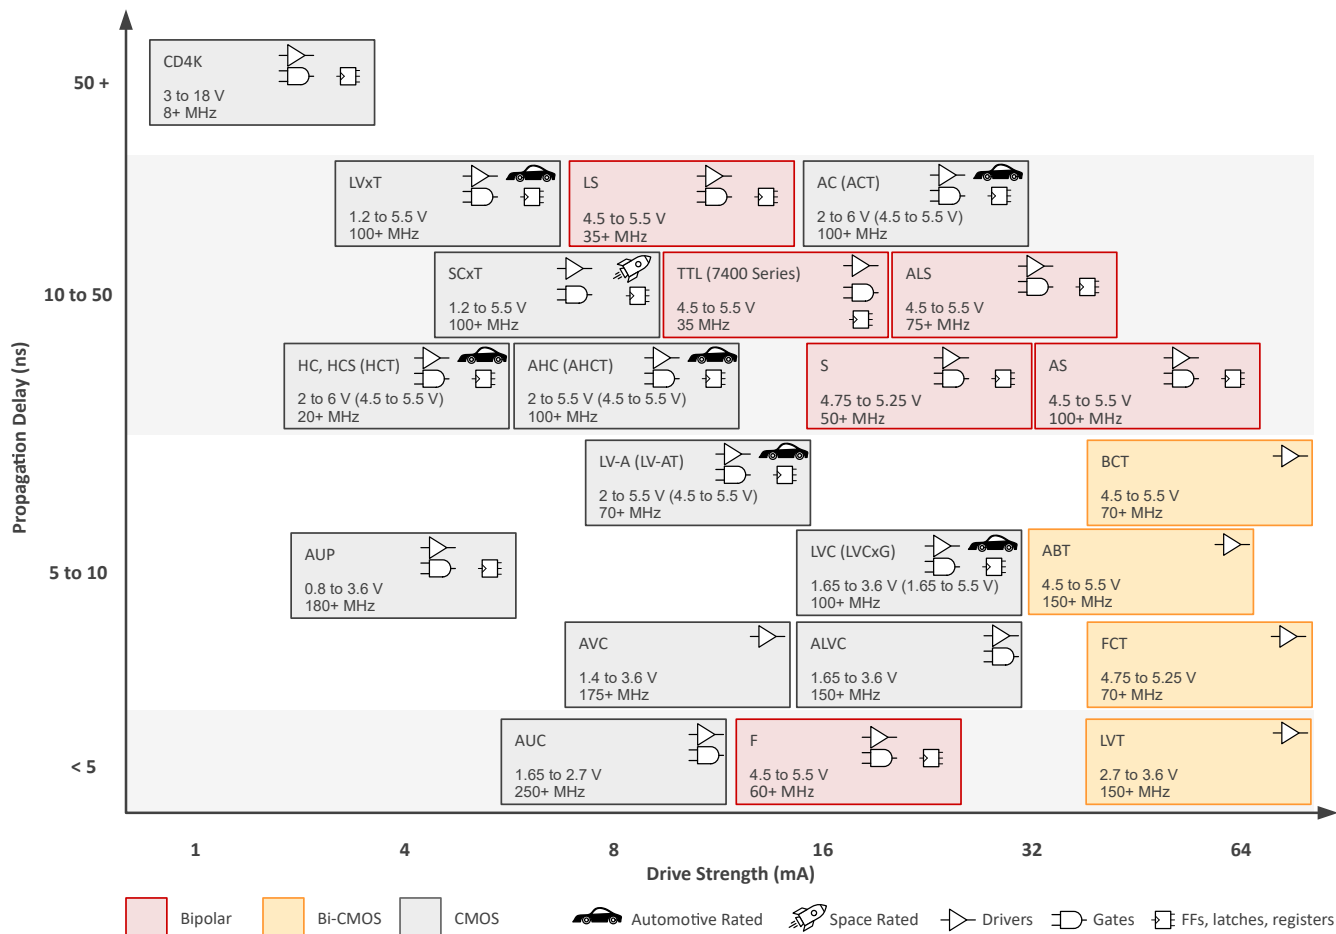 50 +
CD4K
3 to 18 V
8+ MHz
LVxT
1.2 to 5.5 V
100+ MHz
LS
4.5 to 5.5 V
35+ MHz
AC (ACT)
2 to 6 V (4.5 to 5.5 V)
100+ MHz
10 to 50
SCxT
1.2 to 5.5 V
100+ MHz
TTL (7400 Series)
4.5 to 5.5 V
35 MHz
ALS
4.5 to 5.5 V
75+ MHz
HC, HCS (HCT)
2 to 6 V (4.5 to 5.5 V)
20+ MHz
AHC (AHCT)
2 to 5.5 V (4.5 to 5.5 V)
100+ MHz
S
4.75 to 5.25 V
50+ MHz
AS
4.5 to 5.5 V
100+ MHz
Propagation Delay (ns)
LV-A (LV-AT)
2 to 5.5 V (4.5 to 5.5 V)
70+ MHz
BCT
4.5 to 5.5 V
70+ MHz
5 to 10
AUP
0.8 to 3.6 V
180+ MHz
LVC (LVCxG)
1.65 to 3.6 V (1.65 to 5.5 V)
100+ MHz
ABT
4.5 to 5.5 V
150+ MHz
AVC
1.4 to 3.6 V
175+ MHz
ALVC
1.65 to 3.6 V
150+ MHz
FCT
4.75 to 5.25 V
70+ MHz
< 5
AUC
1.65 to 2.7 V
250+ MHz
F
4.5 to 5.5 V
60+ MHz
LVT
2.7 to 3.6 V
150+ MHz
1 4 8 16 32 64
Drive Strength (mA)
Bipolar Bi-CMOS CMOS Automotive Rated Space Rated Drivers Gates FFs, latches, registers